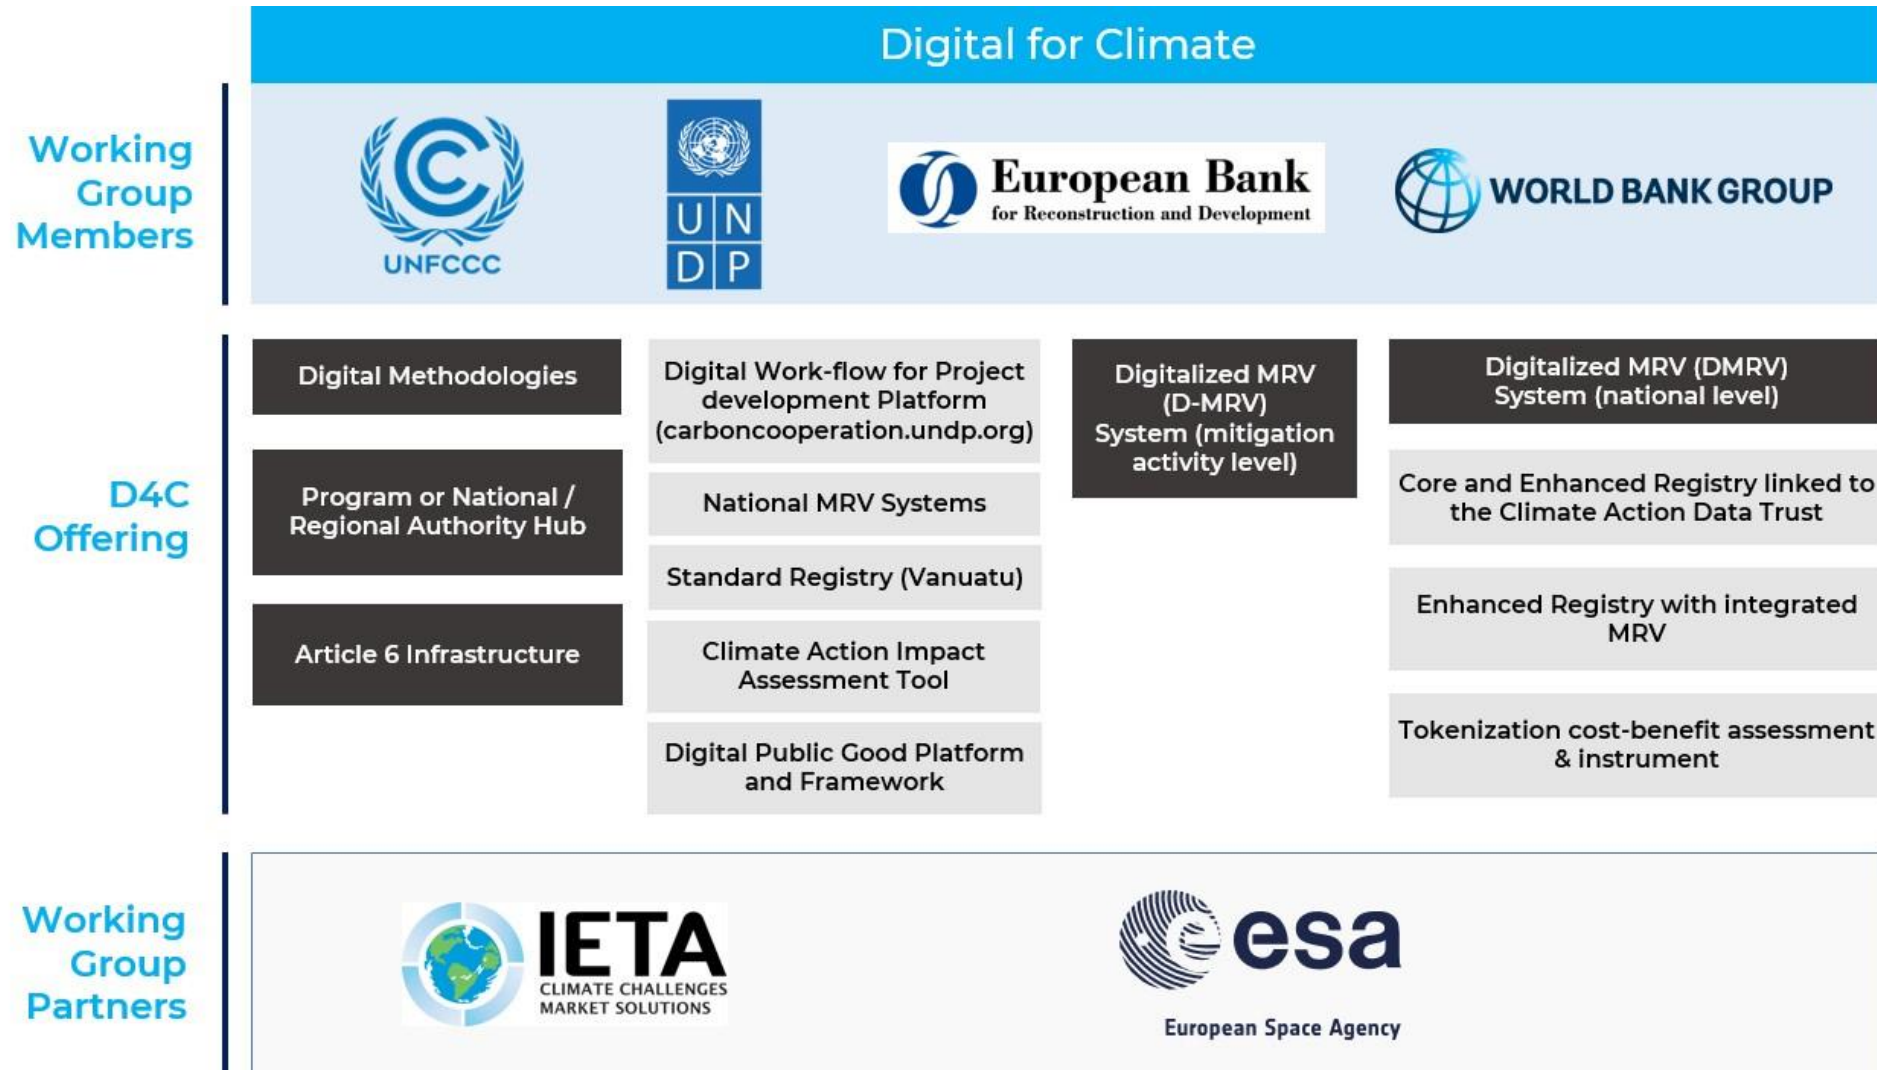 Digital for Climate
Working
Group
Members
UNFCCC
U N
D P
European Bank
for Reconstruction and Development
WORLD BANK GROUP
D4C
Offering
Digital Methodologies
Program or National /
Regional Authority Hub
Article 6 Infrastructure
Digital Work-flow for Project
development Platform
(carboncooperation.undp.org)
National MRV Systems
Standard Registry (Vanuatu)
Climate Action Impact
Assessment Tool
Digital Public Good Platform
and Framework
Digitalized MRV
(D-MRV)
System (mitigation
activity level)
Digitalized MRV (DMRV)
System (national level)
Core and Enhanced Registry linked to
the Climate Action Data Trust
Enhanced Registry with integrated
MRV
Tokenization cost-benefit assessment
& instrument
Working
Group
Partners
IETA
CLIMATE CHALLENGES
MARKET SOLUTIONS
esa
European Space Agency